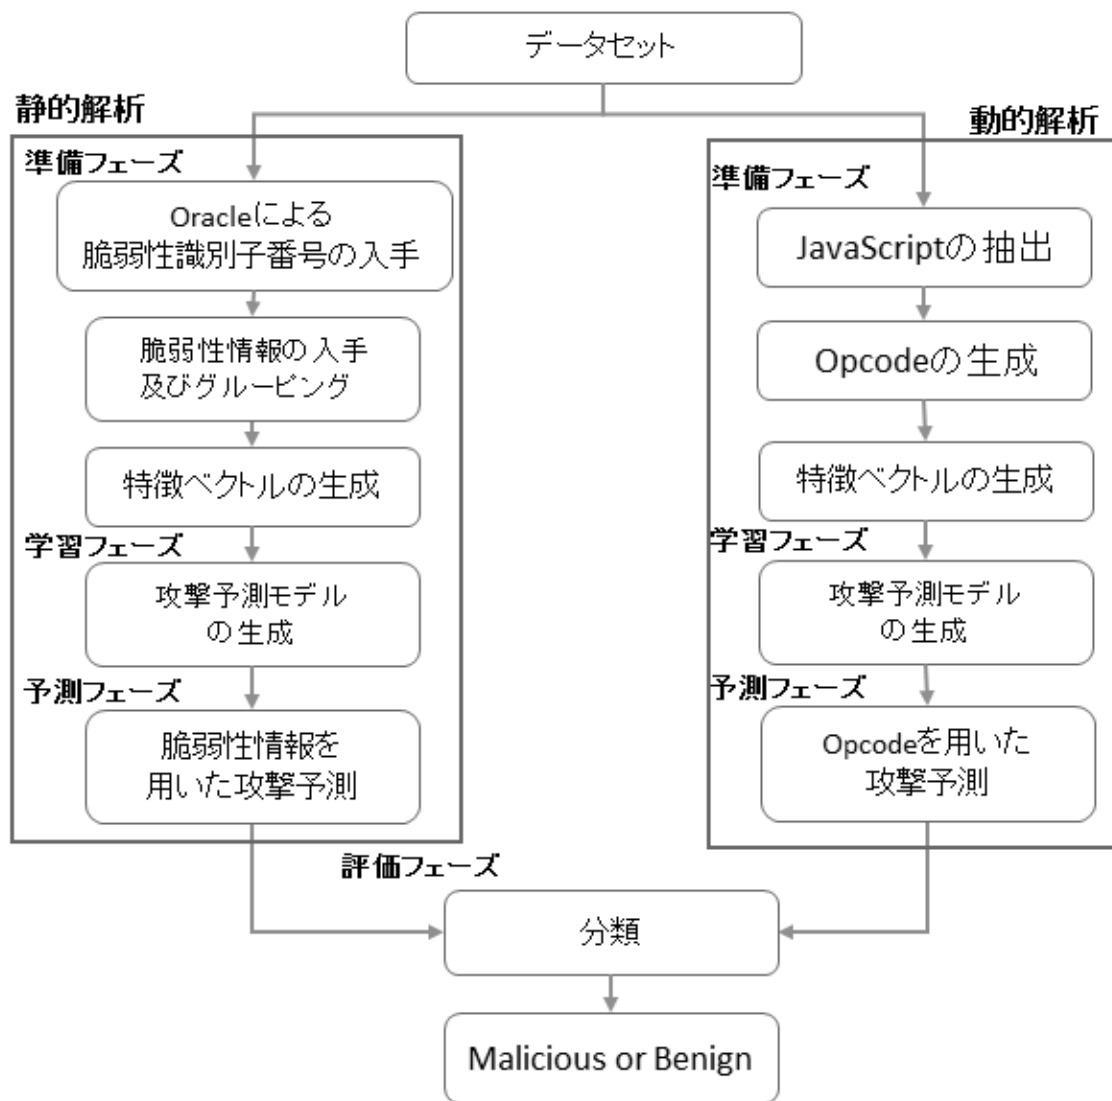 データセット
静的解析
準備フェーズ
Oracleによる
脆弱性識別子番号の入手
脆弱性情報の入手
及びグルーピング
特徴ベクトルの生成
学習フェーズ
攻撃予測モデル
の生成
予測フェーズ
脆弱性情報を
用いた攻撃予測
動的解析
準備フェーズ
JavaScriptの抽出
Opcodeの生成
特徴ベクトルの生成
学習フェーズ
攻撃予測モデル
の生成
予測フェーズ
Opcodeを用いた
攻撃予測
評価フェーズ
分類
Malicious or Benign